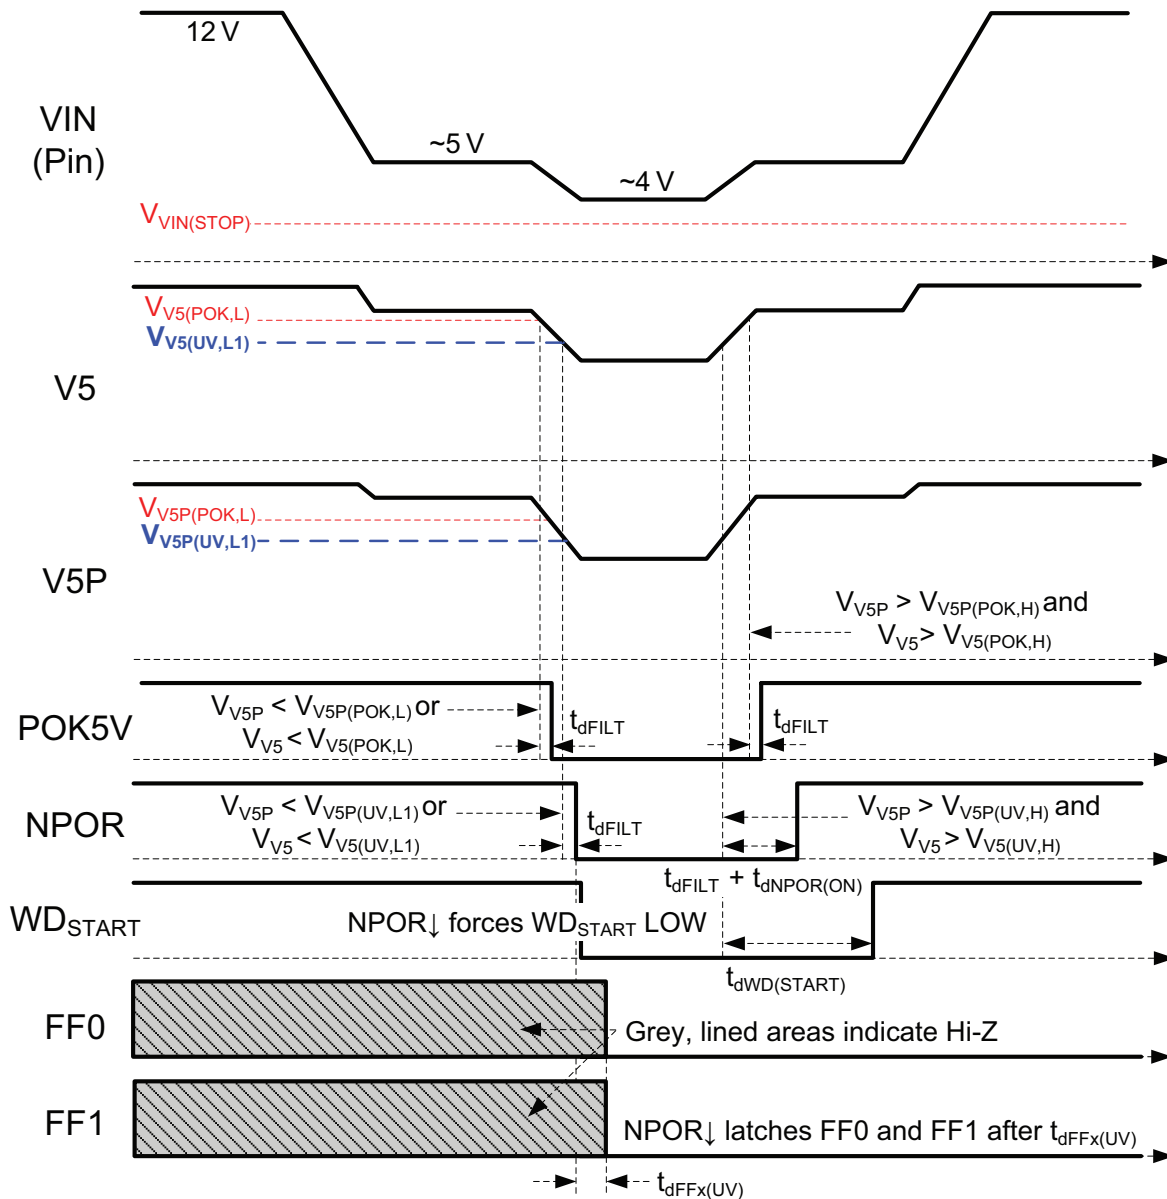 12 V
VIN
(Pin)
~5 V
~4 V
VVIN(STOP)
VV5(POK,L)
VV5(UV,L1)
V5
VV5P(POK,L)
VV5P(UV,L1)
V5P
VV5P > VV5P(POK,H) and
VV5 > VV5(POK,H)
POK5V
VV5P < VV5P(POK,L) or
VV5 < VV5(POK,L)
tdFILT
tdFILT
NPOR
VV5P < VV5P(UV,L1) or
VV5 < VV5(UV,L1)
tdFILT
VV5P > VV5P(UV,H) and
VV5 > VV5(UV,H)
tdFILT + tdNPOR(ON)
WDSTART
NPOR↓ forces WDSTART LOW
tdWD(START)
FF0
Grey, lined areas indicate Hi-Z
FF1
NPOR↓ latches FF0 and FF1 after tdFFx(UV)
tdFFx(UV)